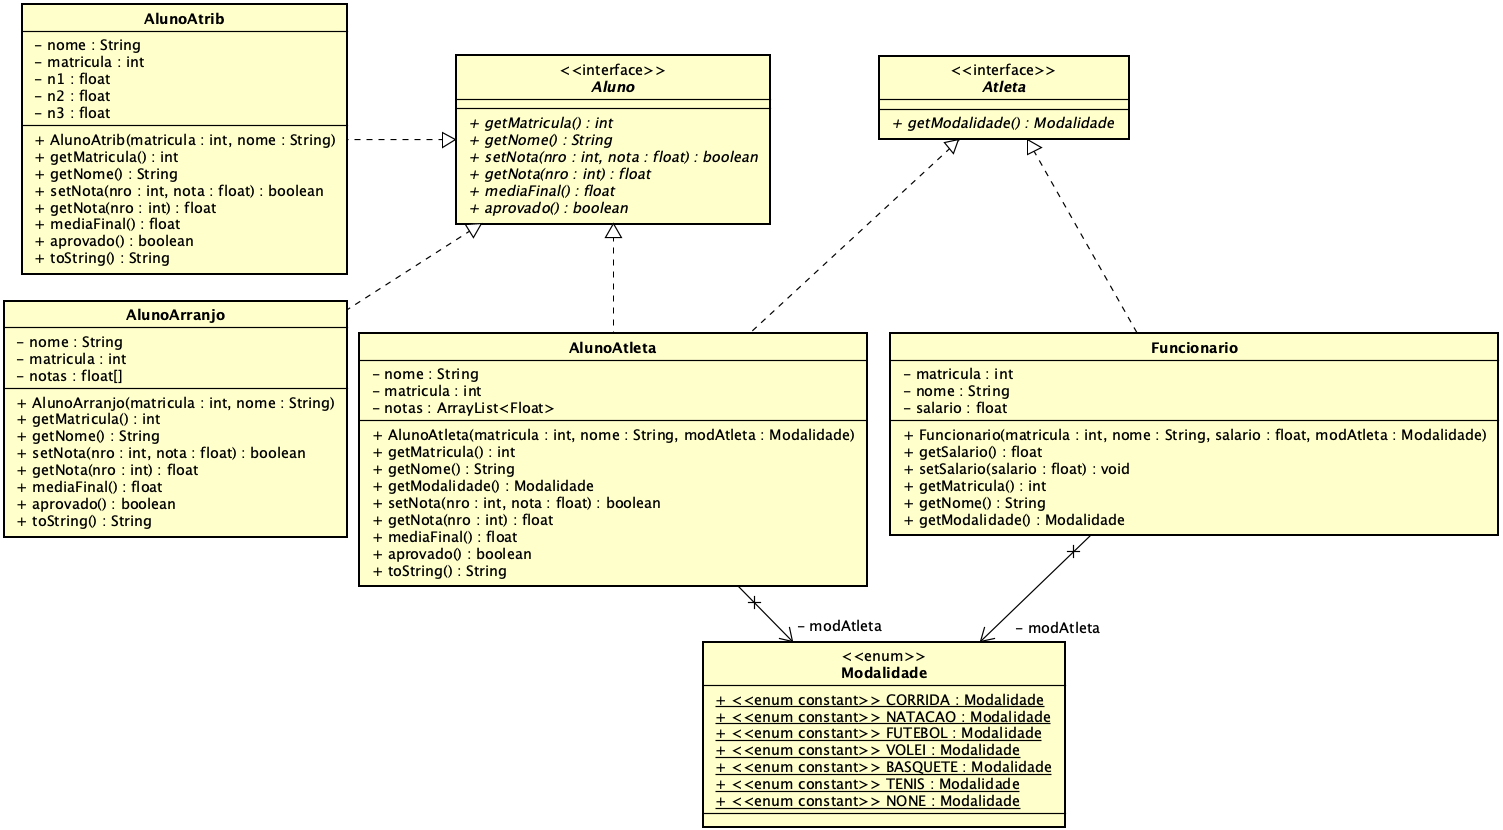 AlunoAtrib
- nome : String
- matricula : int
- n1 : float
- n2 : float
- n3 : float
+ AlunoAtrib(matricula : int, nome : String)
+ getMatricula() : int
+ getNome() : String
+ setNota(nro : int, nota : float) : boolean
+ getNota(nro : int) : float
+ mediaFinal() : float
+ aprovado() : boolean
+ toString() : String
<<interface>>
Aluno
+ getMatricula() : int
+ getNome() : String
+ setNota(nro : int, nota : float) : boolean
+ getNota(nro : int) : float
+ mediaFinal() : float
+ aprovado() : boolean
<<interface>>
Atleta
+ getModalidade() : Modalidade
AlunoArranjo
- nome : String
- matricula : int
- notas : float[]
+ AlunoArranjo(matricula : int, nome : String)
+ getMatricula() : int
+ getNome() : String
+ setNota(nro : int, nota : float) : boolean
+ getNota(nro : int) : float
+ mediaFinal() : float
+ aprovado() : boolean
+ toString() : String
AlunoAtleta
- nome : String
- matricula : int
- notas : ArrayList<Float>
+ AlunoAtleta(matricula : int, nome : String, modAtleta : Modalidade)
+ getMatricula() : int
+ getNome() : String
+ getModalidade() : Modalidade
+ setNota(nro : int, nota : float) : boolean
+ getNota(nro : int) : float
+ mediaFinal() : float
+ aprovado() : boolean
+ toString() : String
Funcionario
- matricula : int
- nome : String
- salario : float
+ Funcionario(matricula : int, nome : String, salario : float, modAtleta : Modalidade)
+ getSalario() : float
+ setSalario(salario : float) : void
+ getMatricula() : int
+ getNome() : String
+ getModalidade() : Modalidade
- modAtleta
- modAtleta
<<enum>>
Modalidade
+ <<enum constant>> CORRIDA : Modalidade
+ <<enum constant>> NATACAO : Modalidade
+ <<enum constant>> FUTEBOL : Modalidade
+ <<enum constant>> VOLEI : Modalidade
+ <<enum constant>> BASQUETE : Modalidade
+ <<enum constant>> TENIS : Modalidade
+ <<enum constant>> NONE : Modalidade